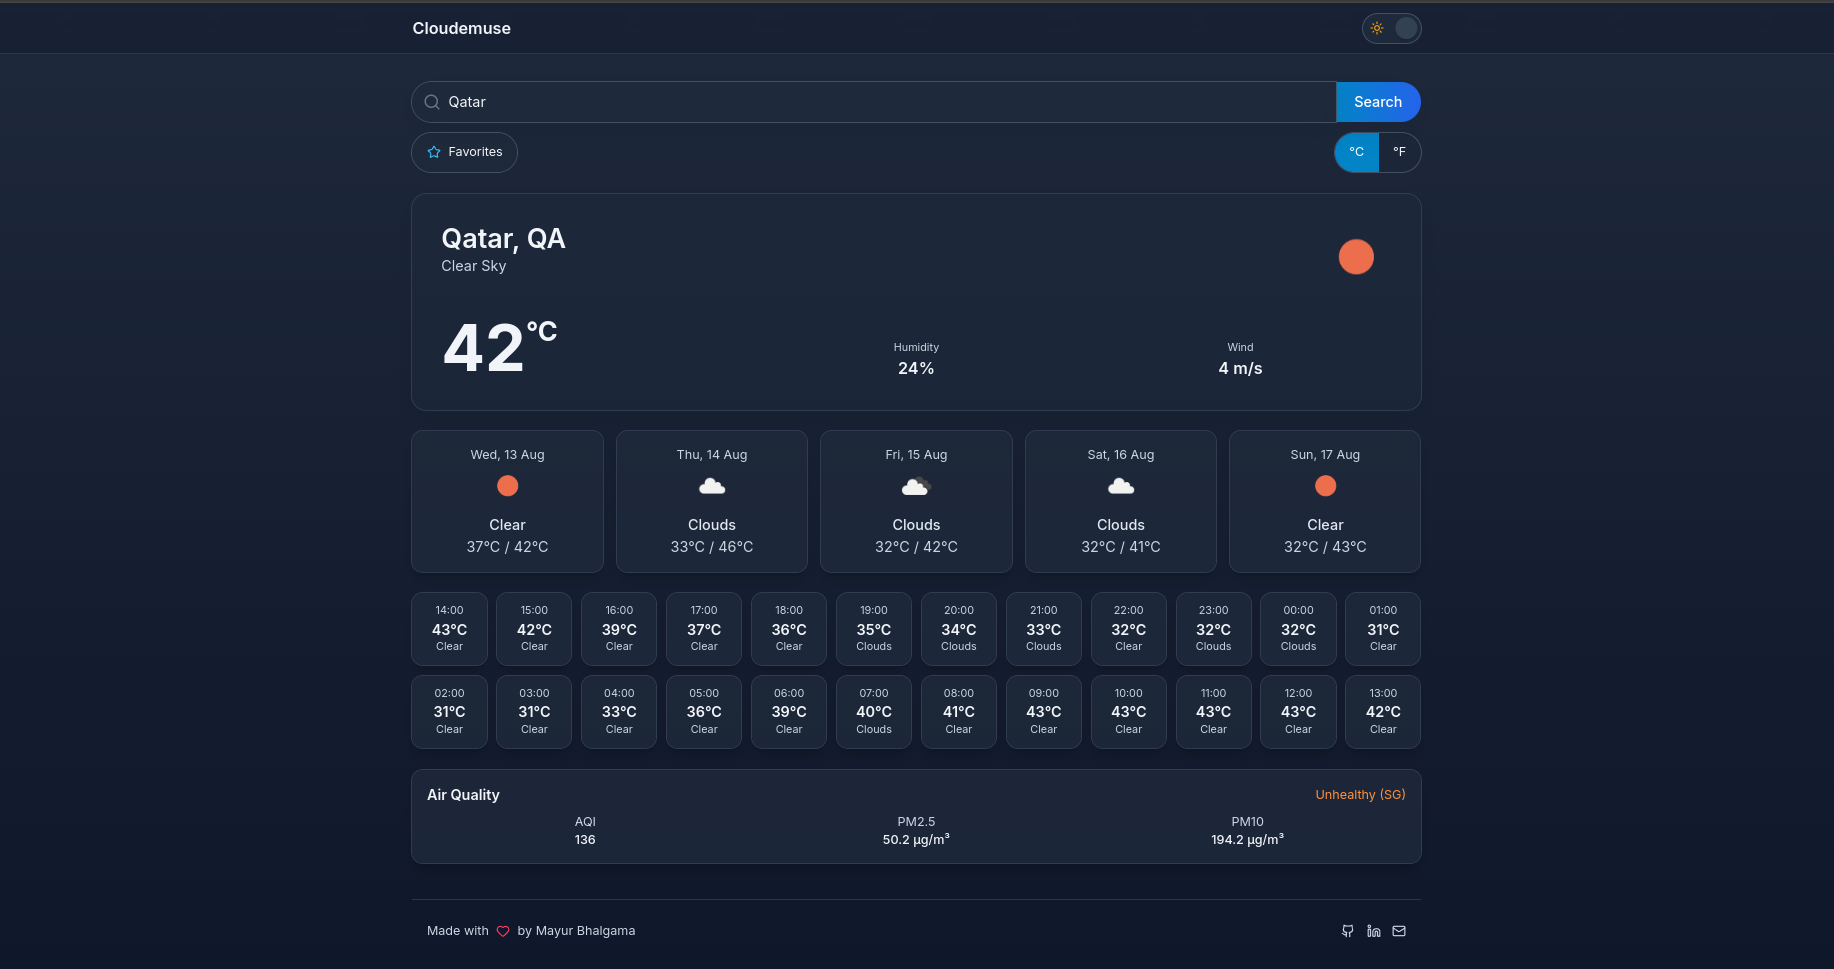 Cloudemuse
Qatar
Search
Favorites
°C
°F
Qatar, QA
Clear Sky
42°C
Humidity
24%
Wind
4 m/s
Wed, 13 Aug
Clear
37°C / 42°C
Thu, 14 Aug
Clouds
33°C / 46°C
Fri, 15 Aug
Clouds
32°C / 42°C
Sat, 16 Aug
Clouds
32°C / 41°C
Sun, 17 Aug
Clear
32°C / 43°C
14:00
43°C
Clear
15:00
42°C
Clear
16:00
39°C
Clear
17:00
37°C
Clear
18:00
36°C
Clear
19:00
35°C
Clouds
20:00
34°C
Clouds
21:00
33°C
Clouds
22:00
32°C
Clear
23:00
32°C
Clouds
00:00
32°C
Clouds
01:00
31°C
Clear
02:00
31°C
Clear
03:00
31°C
Clear
04:00
33°C
Clear
05:00
36°C
Clear
06:00
39°C
Clear
07:00
40°C
Clouds
08:00
41°C
Clear
09:00
43°C
Clear
10:00
43°C
Clear
11:00
43°C
Clear
12:00
43°C
Clear
13:00
42°C
Clear
Air Quality
Unhealthy (SG)
AQI
136
PM2.5
50.2 µg/m³
PM10
194.2 µg/m³
Made with by Mayur Bhalgama